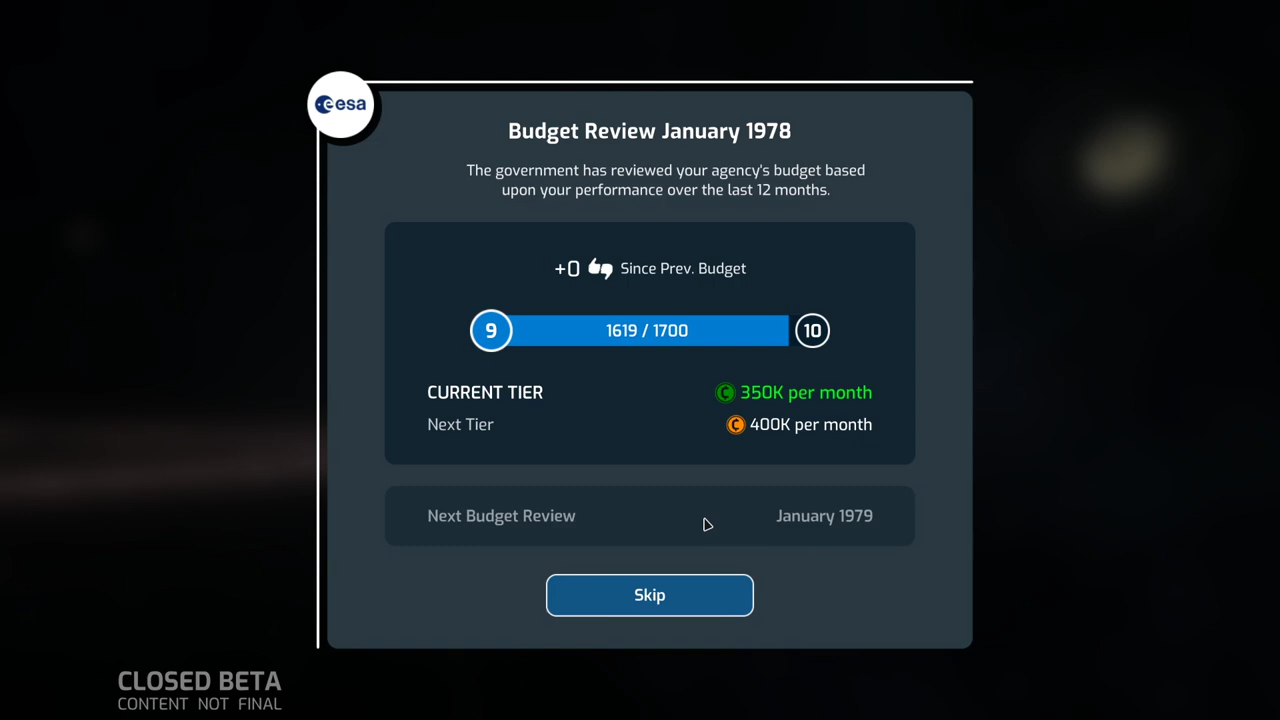 esa
Budget Review January 1978
The government has reviewed your agency's budget based
upon your performance over the last 12 months.
+0 Since Prev. Budget
9 1619 / 1700 10
CURRENT TIER C 350K per month
Next Tier C 400K per month
Next Budget Review January 1979
Skip
CLOSED BETA
CONTENT NOT FINAL